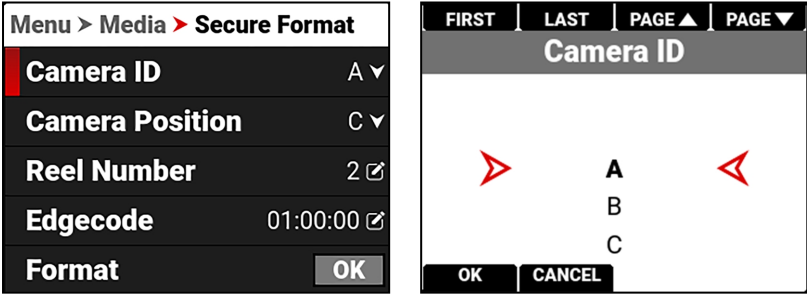 Menu > Media > Secure Format
Camera ID A
Camera Position C
Reel Number 2
Edgecode 01:00:00
Format OK
FIRST LAST PAGE▲ PAGE▼
Camera ID
A
B
C
OK CANCEL